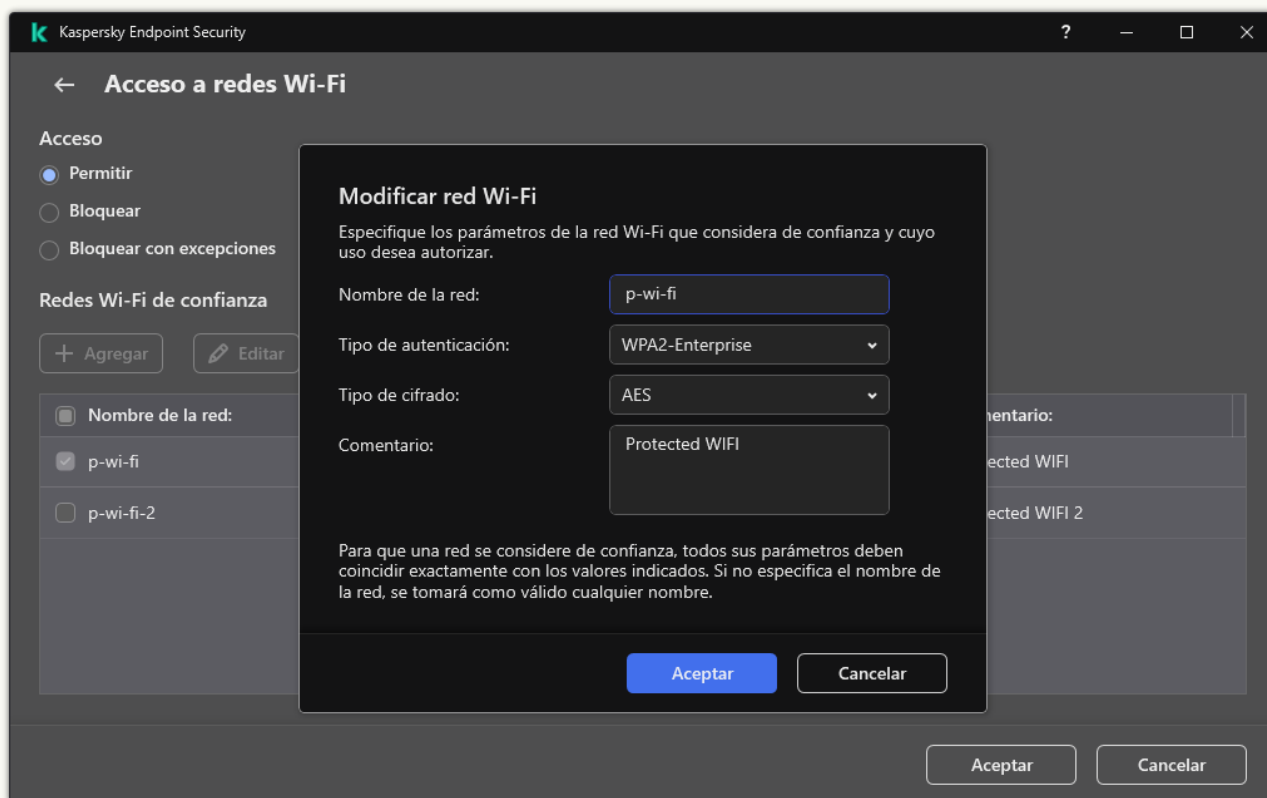 Kaspersky Endpoint Security
?
Acceso a redes Wi-Fi
Acceso
Permitir
Bloquear
Bloquear con excepciones
Redes Wi-Fi de confianza
Agregar
Editar
Nombre de la red:
p-wi-fi
p-wi-fi-2
Modificar red Wi-Fi
Especifique los parámetros de la red Wi-Fi que considera de confianza y cuyo
uso desea autorizar.
Nombre de la red: p-wi-fi
Tipo de autenticación: WPA2-Enterprise
Tipo de cifrado: AES
Comentario: Protected WIFI
Para que una red se considere de confianza, todos sus parámetros deben
coincidir exactamente con los valores indicados. Si no especifica el nombre de
la red, se tomará como válido cualquier nombre.
Aceptar
Cancelar
mentario:
ected WIFI
ected WIFI 2
Aceptar
Cancelar